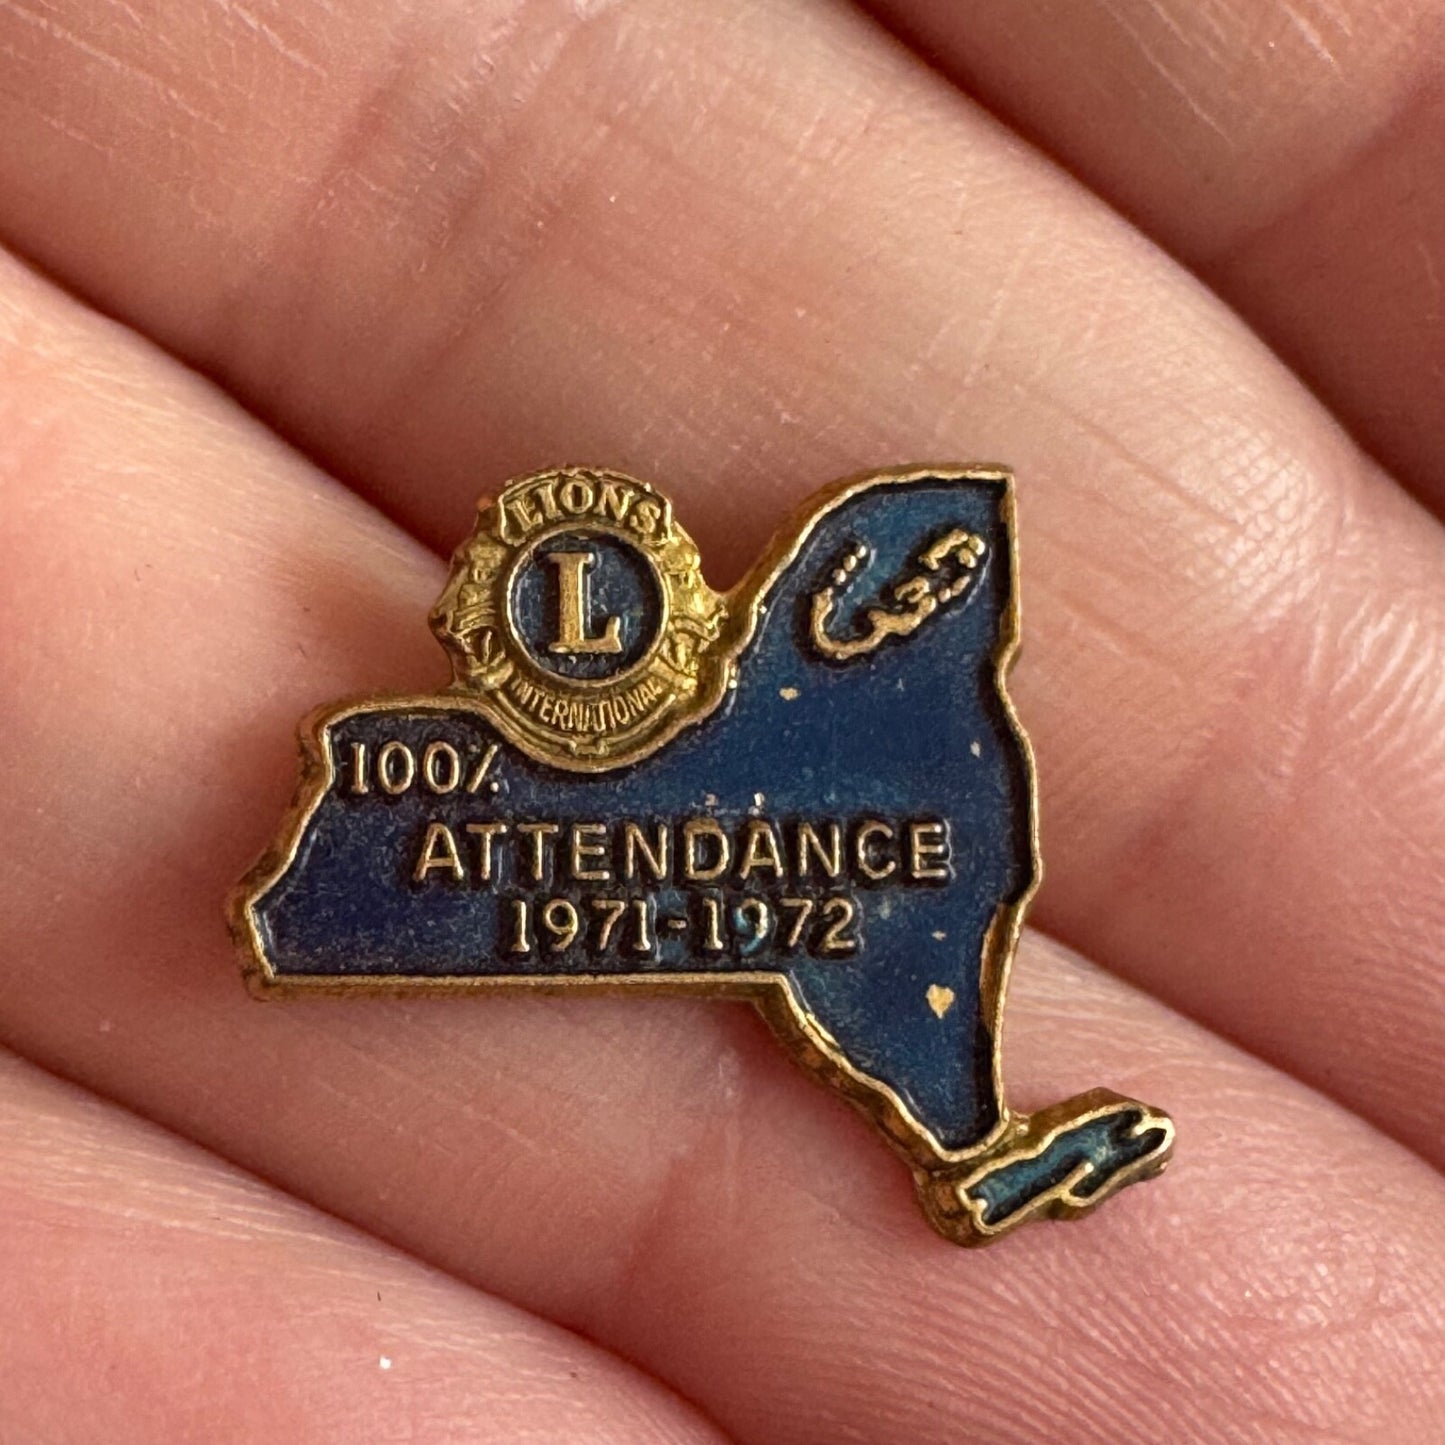 LIONS
L
INTERNATIONAL
100%
ATTENDANCE
1971-1972